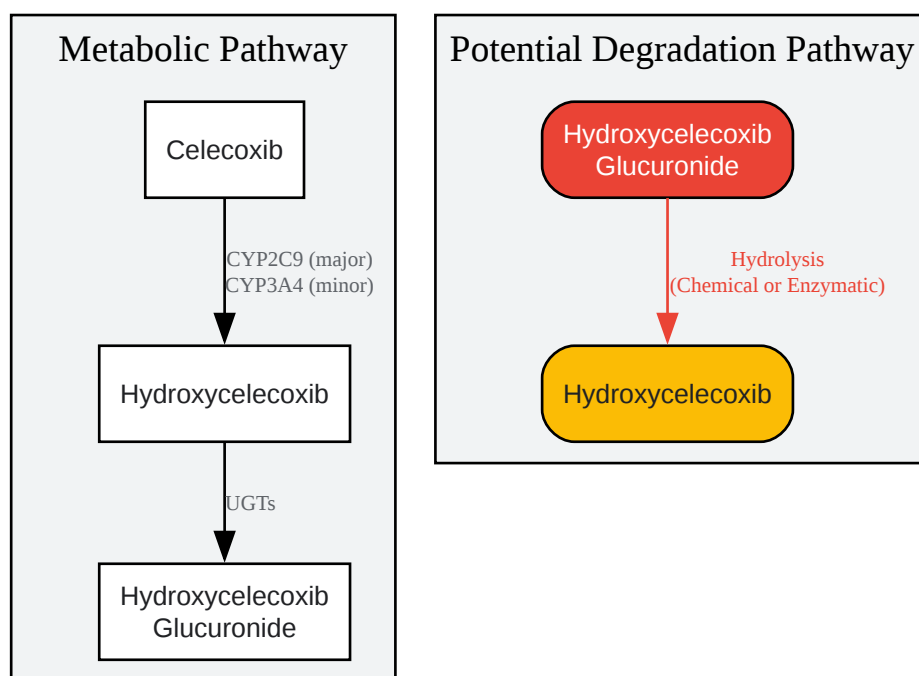 Metabolic Pathway
Celecoxib
CYP2C9 (major)
CYP3A4 (minor)
Hydroxycelecoxib
UGTs
Hydroxycelecoxib
Glucuronide
Potential Degradation Pathway
Hydroxycelecoxib
Glucuronide
Hydrolysis
(Chemical or Enzymatic)
Hydroxycelecoxib